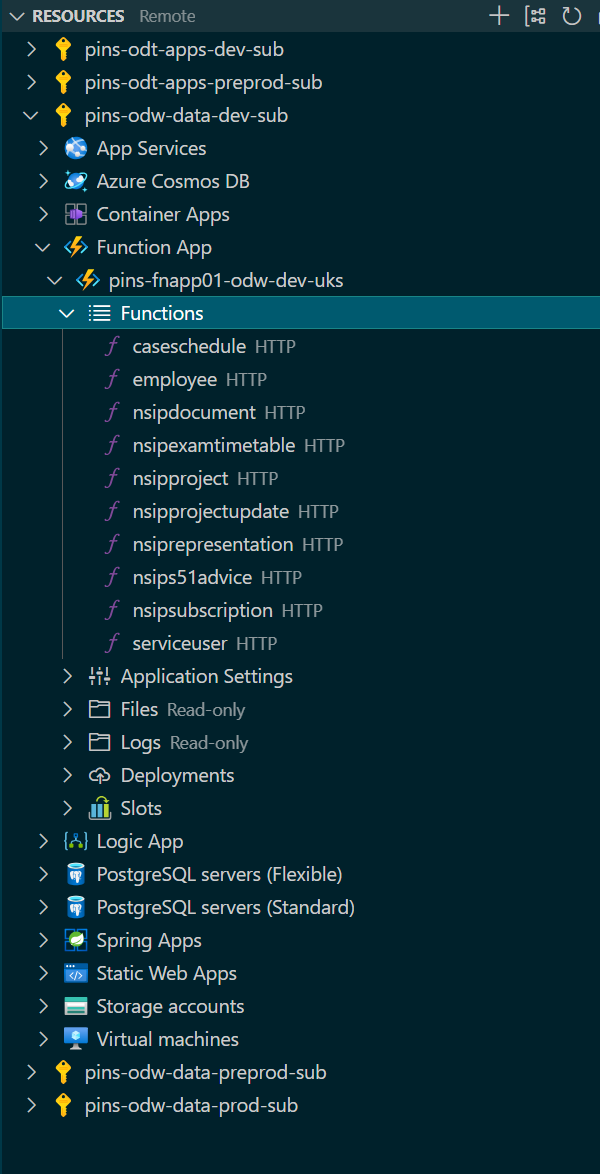 RESOURCES Remote
pins-odt-apps-dev-sub
pins-odt-apps-preprod-sub
pins-odw-data-dev-sub
App Services
Azure Cosmos DB
Container Apps
Function App
pins-fnapp01-odw-dev-uks
Functions
caseschedule HTTP
employee HTTP
nsipdocument HTTP
nsipexamtimetable HTTP
nsipproject HTTP
nsipprojectupdate HTTP
nsiprepresentation HTTP
nsips51advice HTTP
nsipsubscription HTTP
serviceuser HTTP
Application Settings
Files Read-only
Logs Read-only
Deployments
Slots
Logic App
PostgreSQL servers (Flexible)
PostgreSQL servers (Standard)
Spring Apps
Static Web Apps
Storage accounts
Virtual machines
pins-odw-data-preprod-sub
pins-odw-data-prod-sub